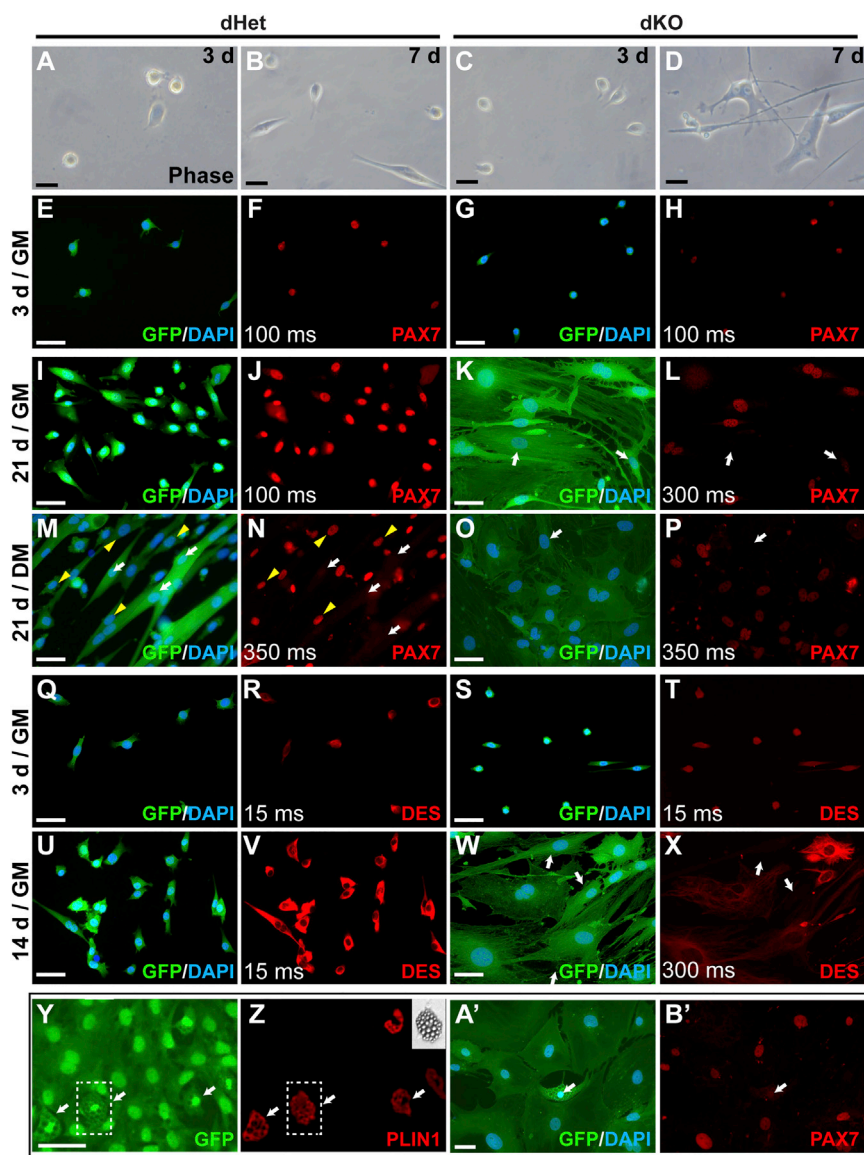 dHet dKO
A 3 d B 7 d C 3 d D 7 d
Phase
3 d / GM
E F G H
GFP/DAPI 100 ms PAX7 GFP/DAPI 100 ms PAX7
21 d / GM
I J K L
GFP/DAPI 100 ms PAX7 GFP/DAPI 300 ms PAX7
21 d / DM
M N O P
GFP/DAPI 350 ms PAX7 GFP/DAPI 350 ms PAX7
3 d / GM
Q R S T
GFP/DAPI 15 ms DES GFP/DAPI 15 ms DES
14 d / GM
U V W X
GFP/DAPI 15 ms DES GFP/DAPI 300 ms DES
Y Z A' B'
GFP PLIN1 GFP/DAPI PAX7